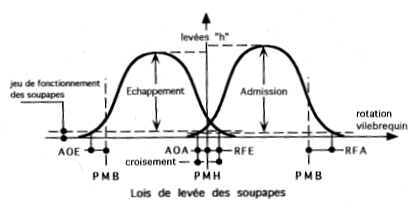 levées "h"
jeu de fonctionnement
des soupapes
Echappement
Admission
rotation
vilebrequin
AOE
AOA
RFE
RFA
croisement
PMB
PMH
PMB
Lois de levée des soupapes